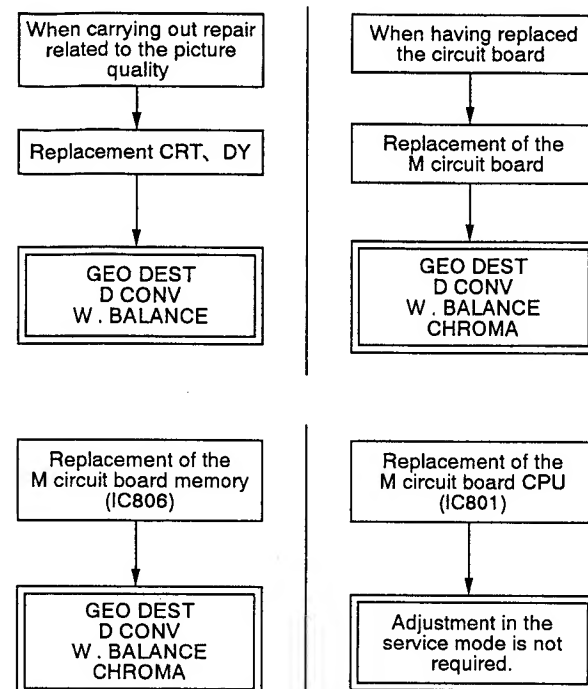 When carrying out repair
related to the picture
quality
Replacement CRT、DY
GEO DEST
D CONV
W . BALANCE
When having replaced
the circuit board
Replacement of the
M circuit board
GEO DEST
D CONV
W . BALANCE
CHROMA
Replacement of the
M circuit board memory
(IC806)
GEO DEST
D CONV
W . BALANCE
CHROMA
Replacement of the
M circuit board CPU
(IC801)
Adjustment in the
service mode is not
required.